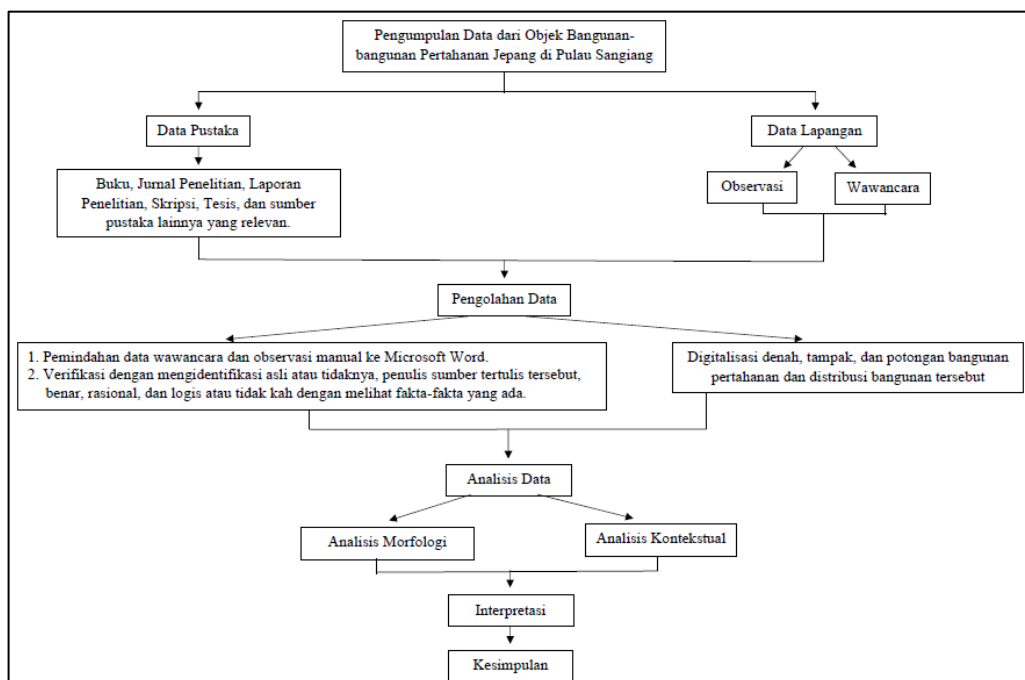 Pengumpulan Data dari Objek Bangunan-
bangunan Pertahanan Jepang di Pulau Sangiang
Data Pustaka
Data Lapangan
Buku, Jurnal Penelitian, Laporan
Penelitian, Skripsi, Tesis, dan sumber
pustaka lainnya yang relevan.
Observasi
Wawancara
Pengolahan Data
1. Pemindahan data wawancara dan observasi manual ke Microsoft Word.
2. Verifikasi dengan mengidentifikasi asli atau tidaknya, penulis sumber tertulis tersebut,
benar, rasional, dan logis atau tidak kah dengan melihat fakta-fakta yang ada.
Digitalisasi denah, tampak, dan potongan bangunan
pertahanan dan distribusi bangunan tersebut
Analisis Data
Analisis Morfologi
Analisis Kontekstual
Interpretasi
Kesimpulan